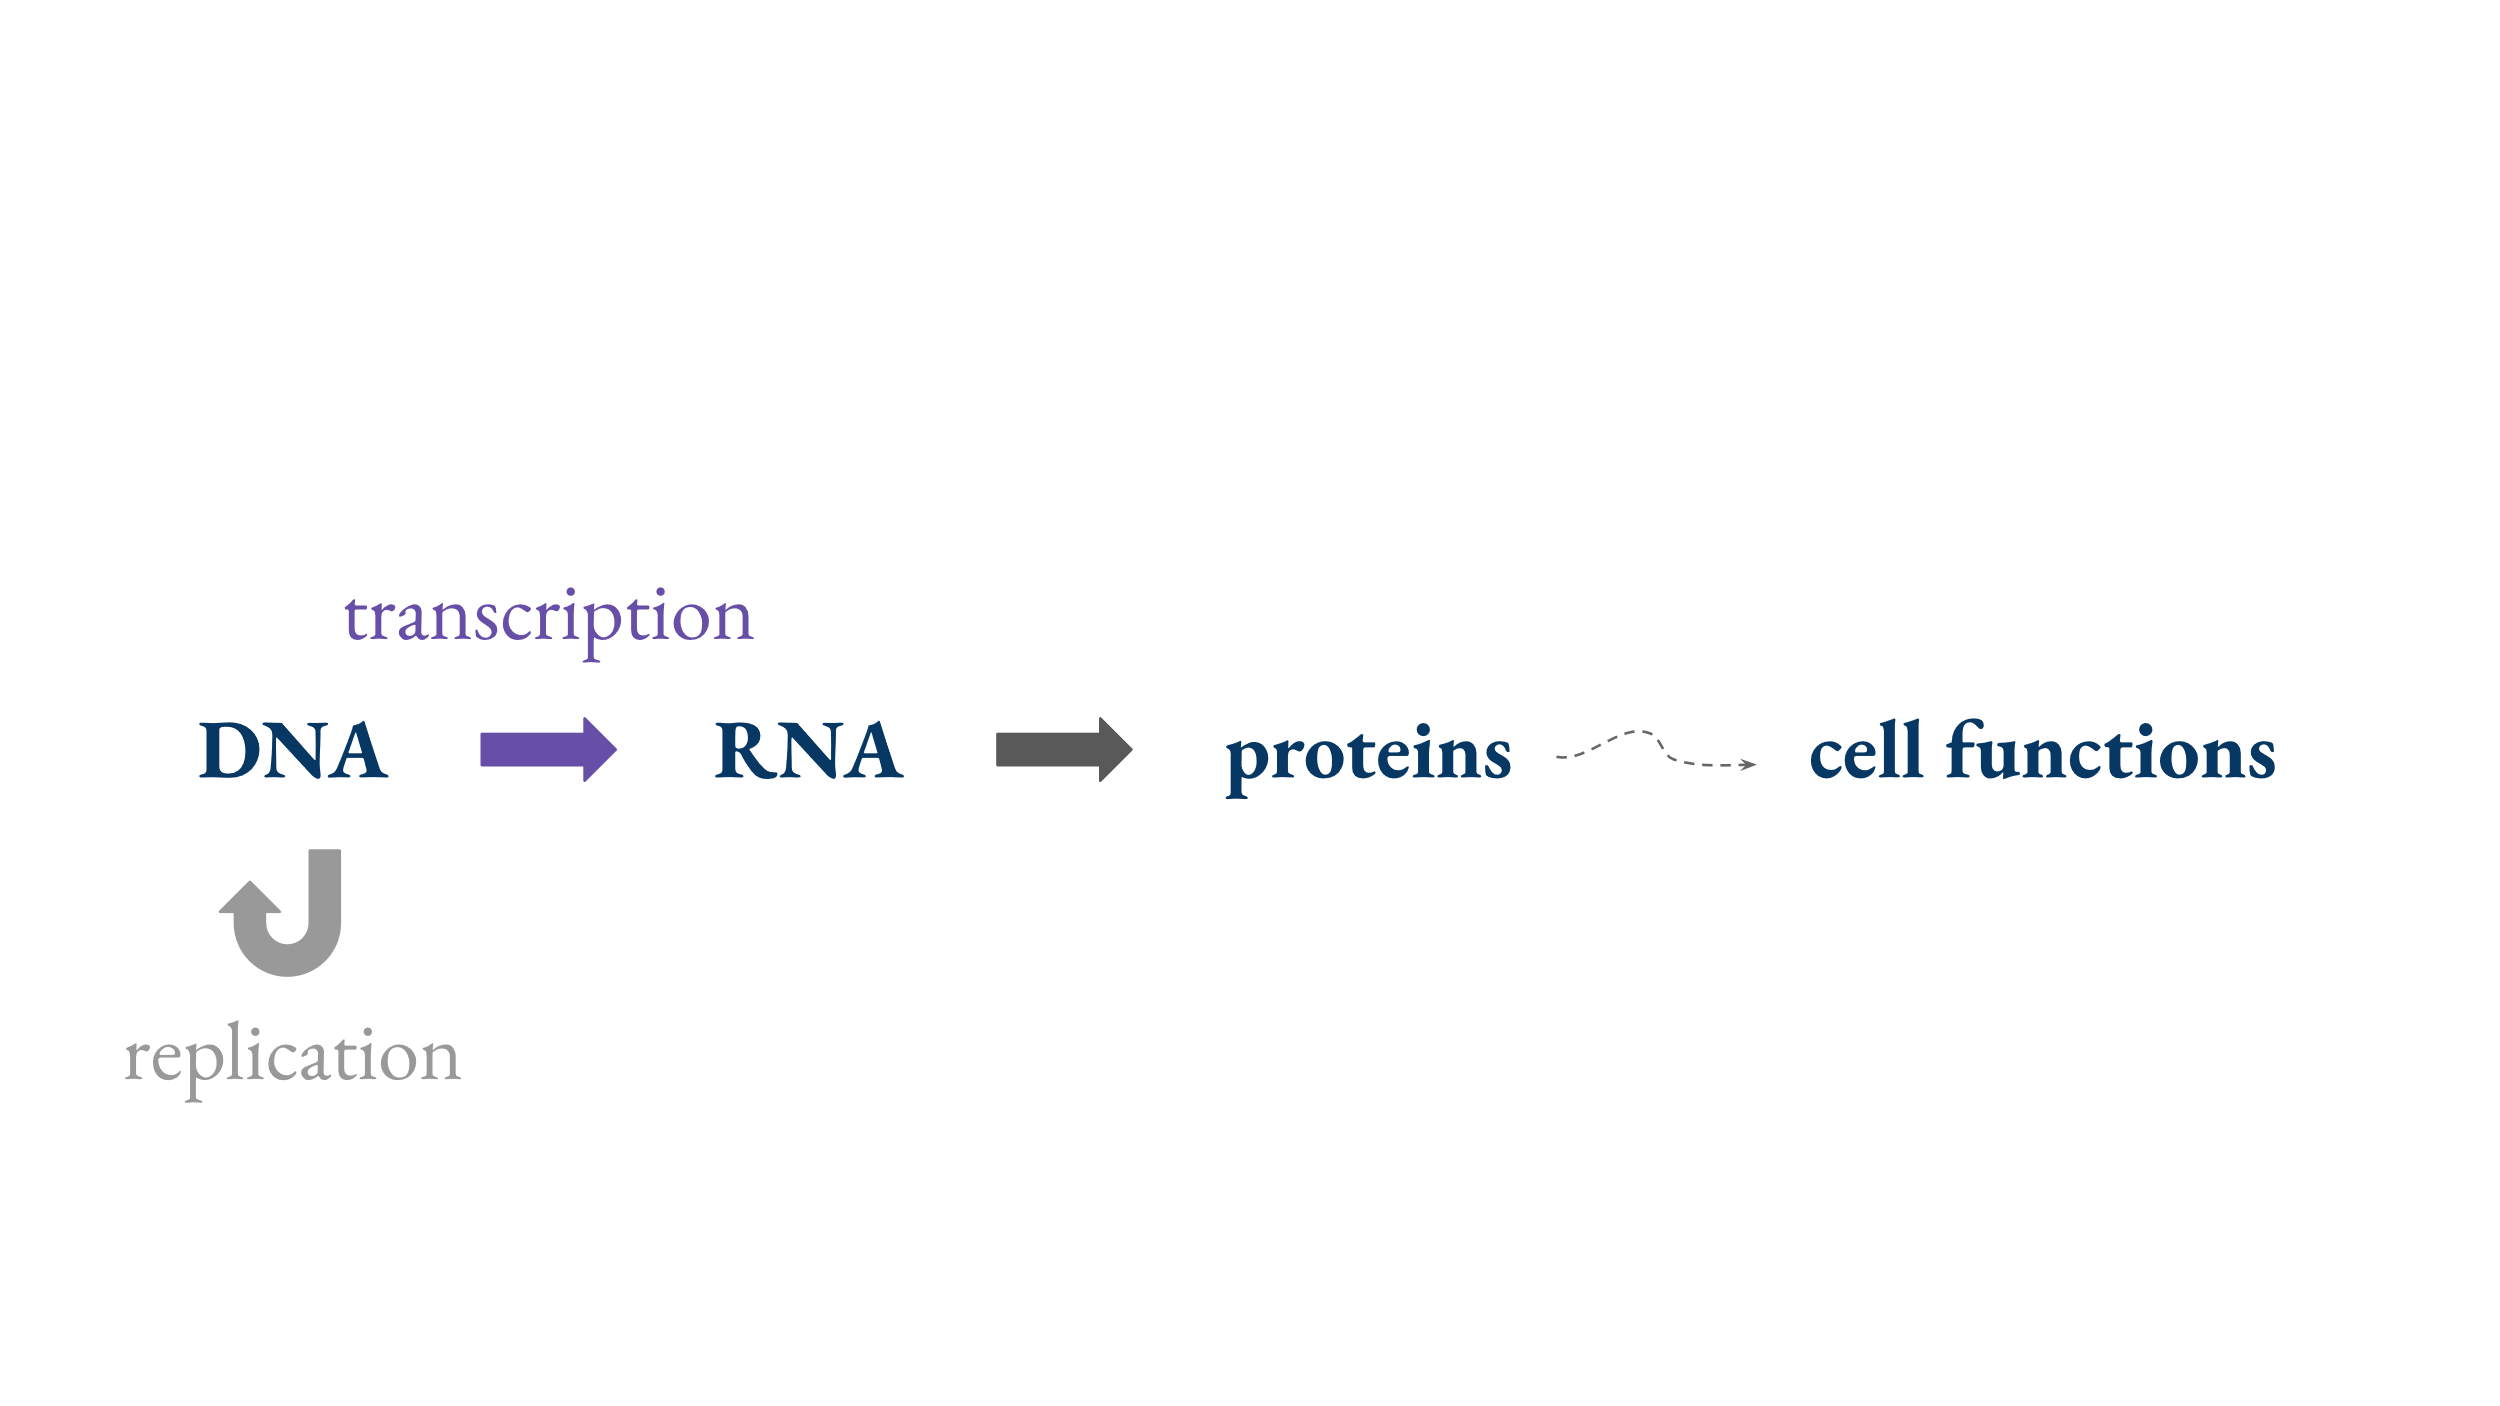 transcription
DNA RNA proteins cell functions
replication